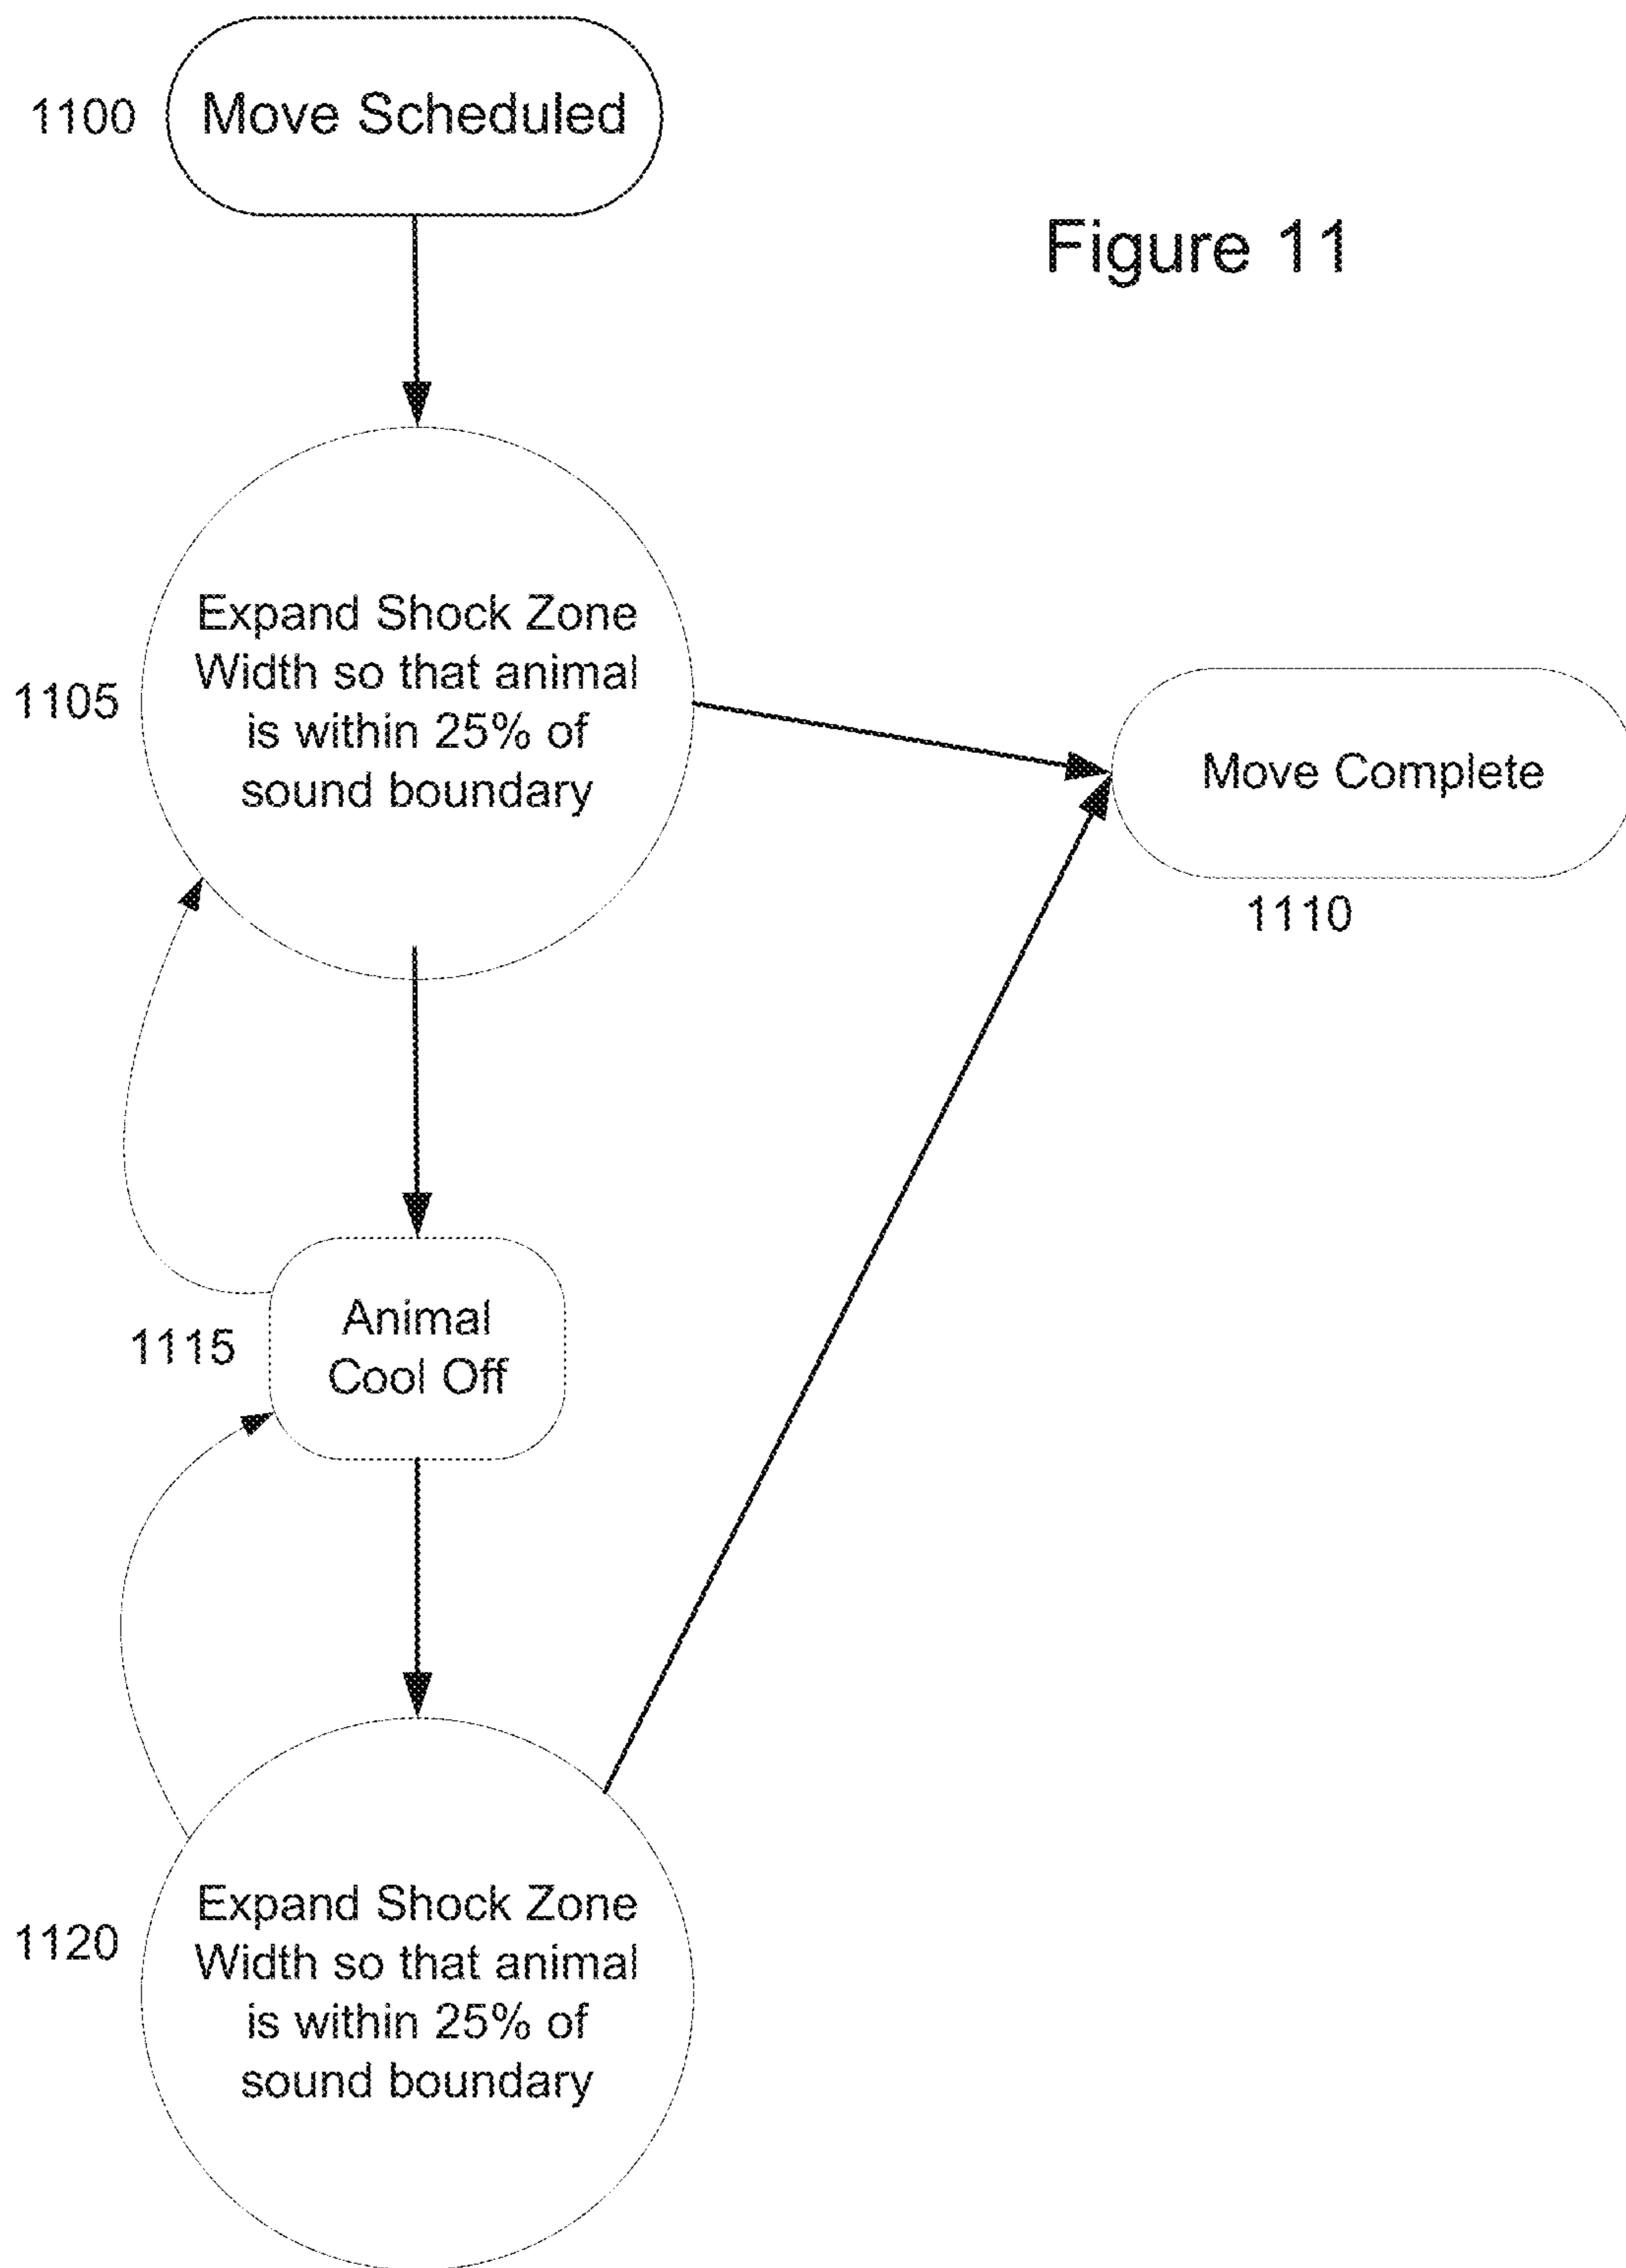 1100
Move Scheduled
Figure 11
1105
Expand Shock Zone
Width so that animal
is within 25% of
sound boundary
Move Complete
1110
1115
Animal
Cool Off
1120
Expand Shock Zone
Width so that animal
is within 25% of
sound boundary